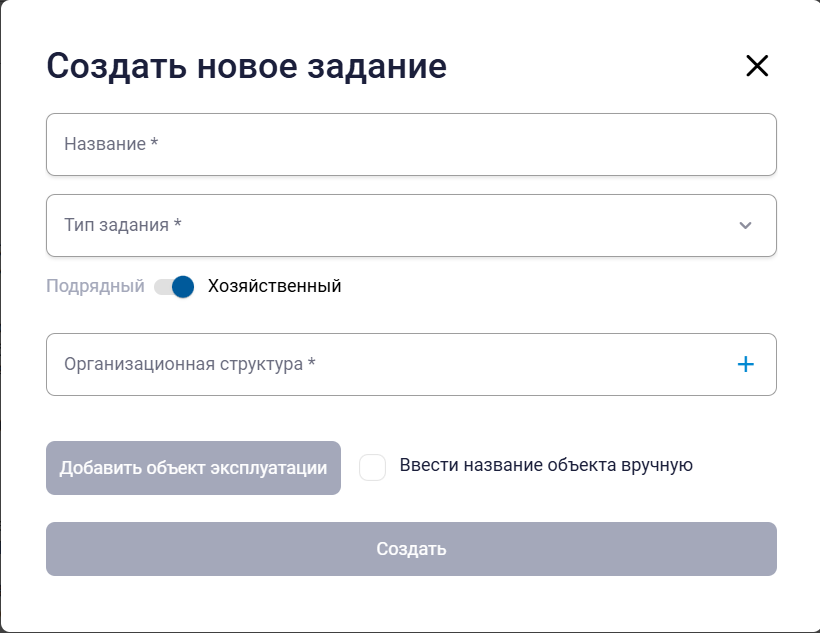 Создать новое задание
Название *
Тип задания *
Подрядный Хозяйственный
Организационная структура *
Добавить объект эксплуатации Ввести название объекта вручную
Создать